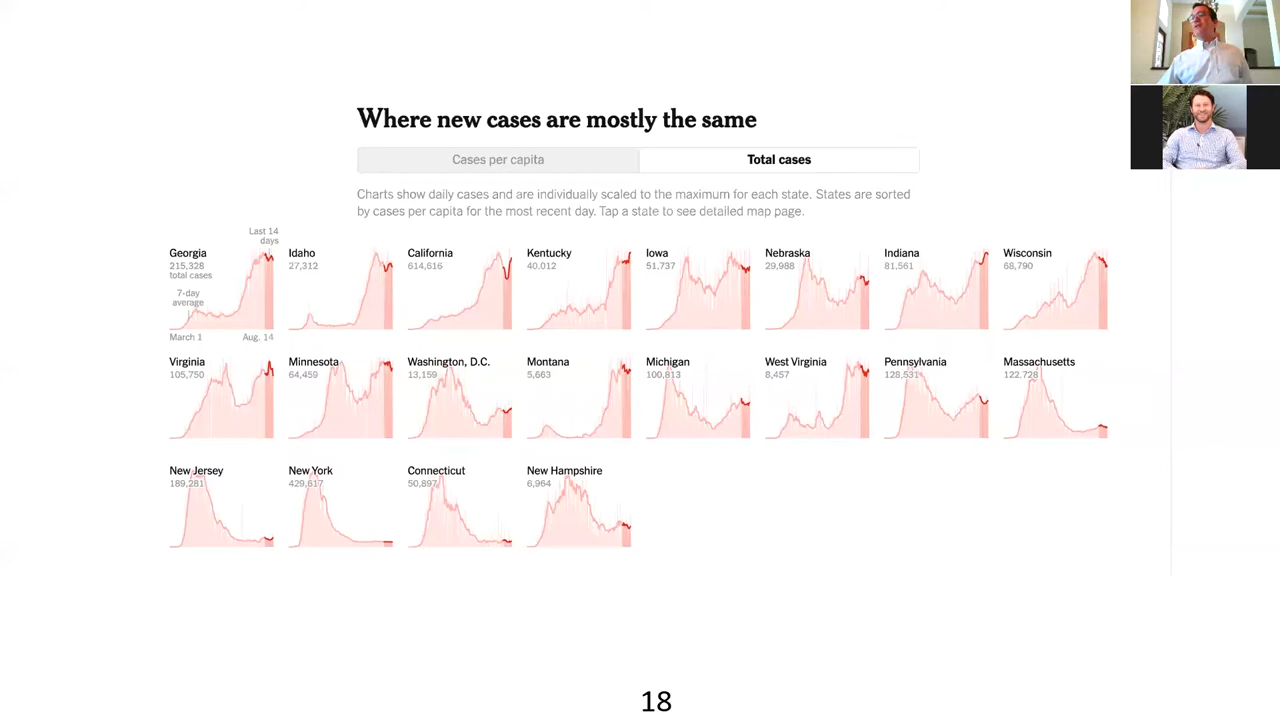 Where new cases are mostly the same
Cases per capita Total cases
Charts show daily cases and are individually scaled to the maximum for each state. States are sorted
by cases per capita for the most recent day. Tap a state to see detailed map page.
Last 14
days
Georgia
215,328
total cases
7-day
average
March 1 Aug. 14
Idaho
27,312
California
614,616
Kentucky
40,012
Iowa
51,737
Nebraska
29,988
Indiana
81,561
Wisconsin
68,790
Virginia
105,750
Minnesota
64,459
Washington, D.C.
13,159
Montana
5,663
Michigan
100,813
West Virginia
8,457
Pennsylvania
128,531
Massachusetts
122,728
New Jersey
189,281
New York
429,617
Connecticut
50,897
New Hampshire
6,964
18